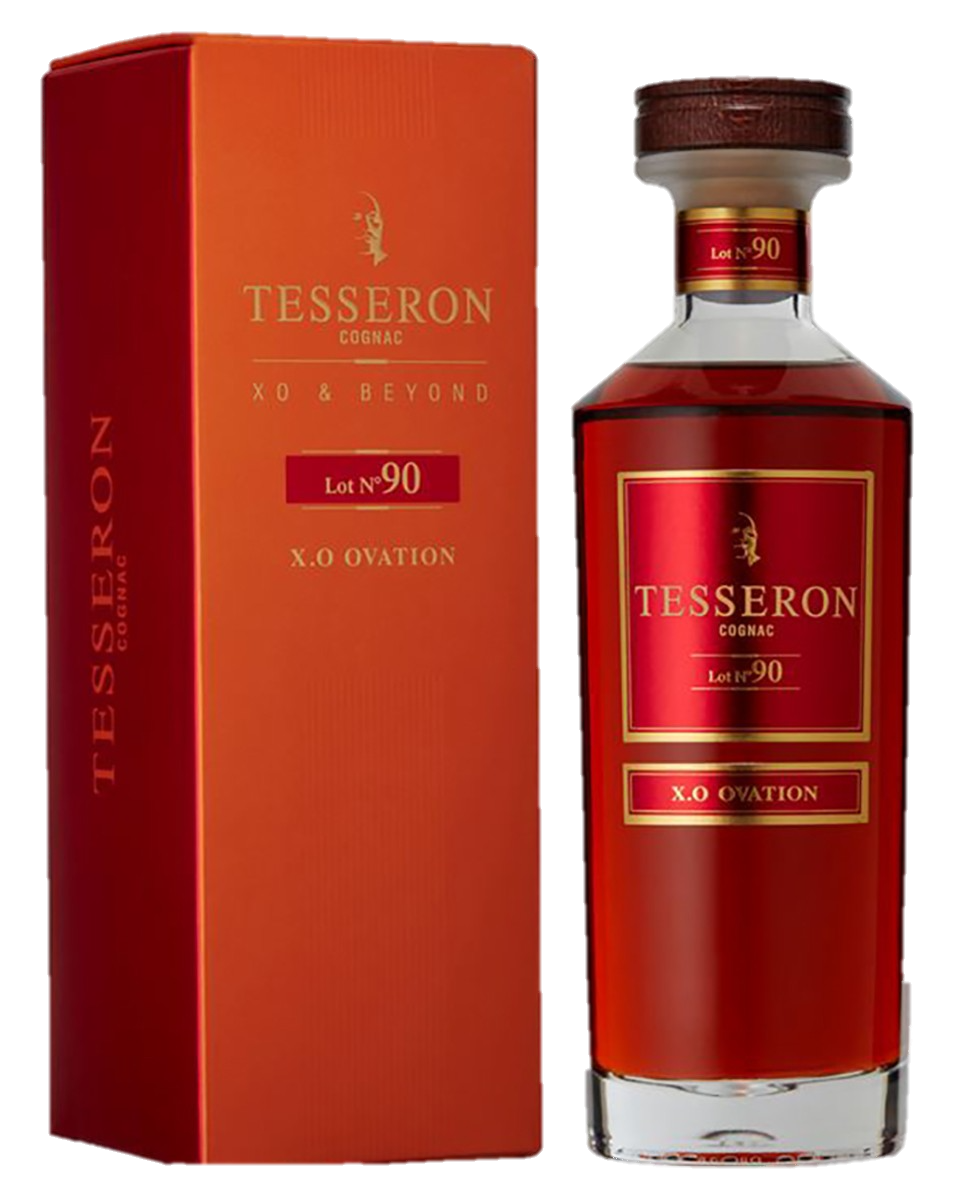 TESSERON
COGNAC
XO & BEYOND
Lot N°90
X.O OVATION
TESSERON
COGNAC
Lot N°90
TESSERON
COGNAC
Lot N°90
X.O OVATION